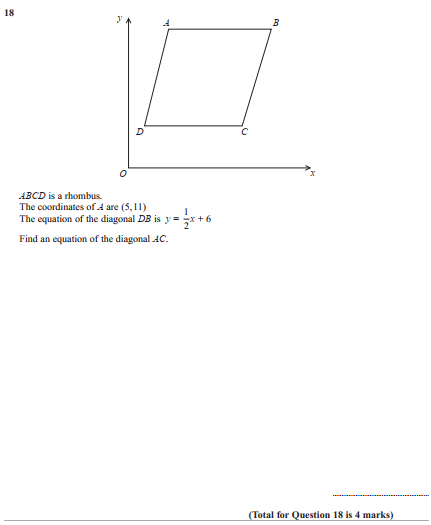 18
y
A
B
D
C
O
x
ABCD is a rhombus.
The coordinates of A are (5,11)
The equation of the diagonal DB is y = 1/2 x + 6
Find an equation of the diagonal AC.
(Total for Question 18 is 4 marks)